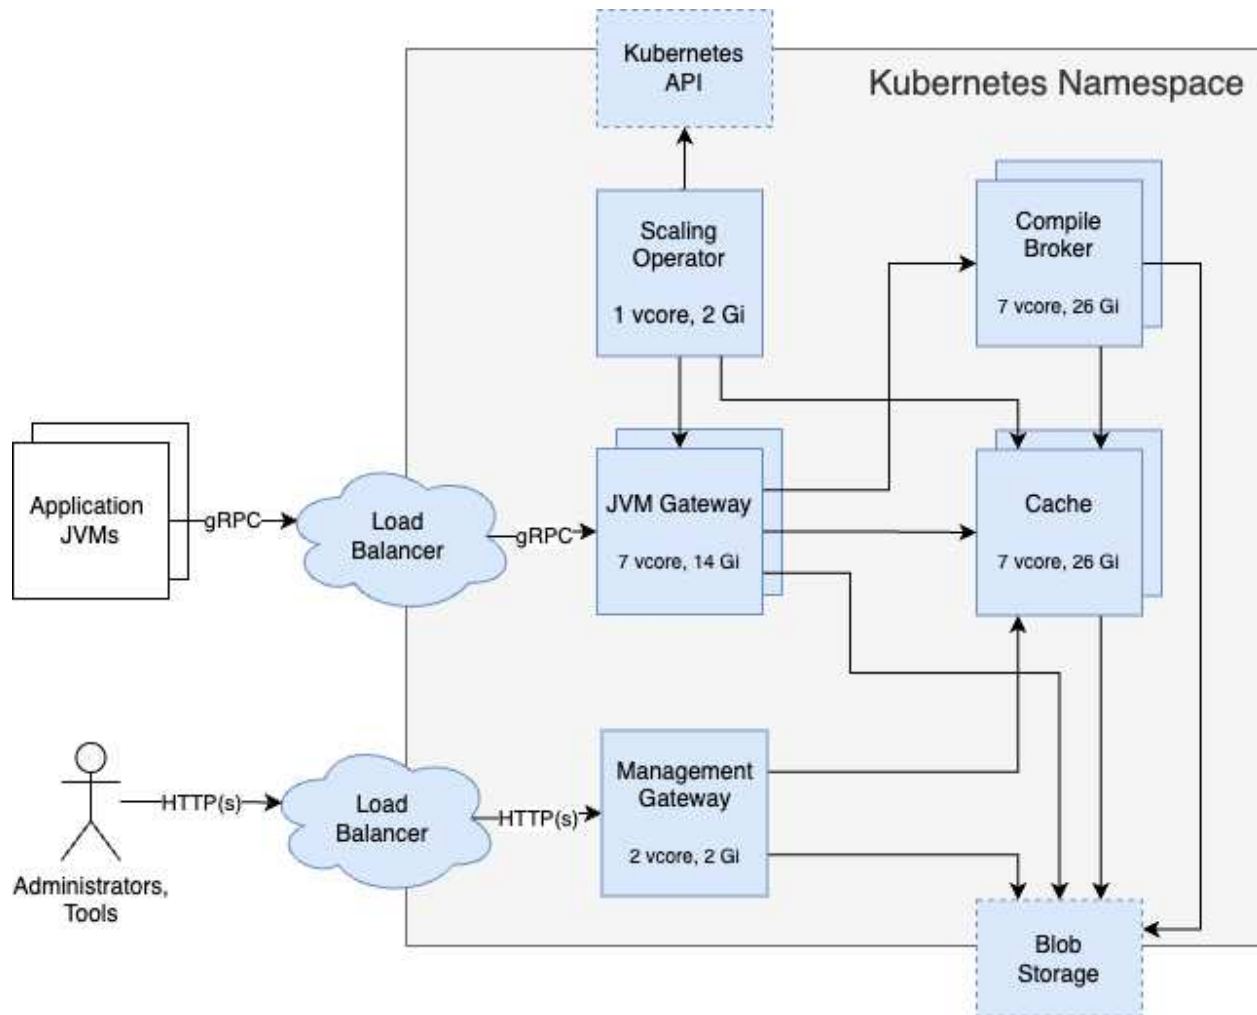 Kubernetes
API
Kubernetes Namespace
Scaling
Operator
1 vcore, 2 Gi
Compile
Broker
7 vcore, 26 Gi
Application
JVMs
gRPC
Load
Balancer
gRPC
JVM Gateway
7 vcore, 14 Gi
Cache
7 vcore, 26 Gi
Administrators,
Tools
HTTP(s)
Load
Balancer
HTTP(s)
Management
Gateway
2 vcore, 2 Gi
Blob
Storage